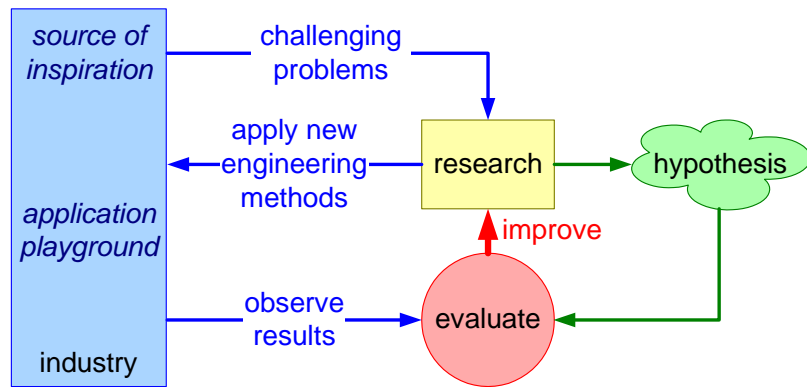 source of
inspiration
challenging
problems
apply new
engineering
methods
research
hypothesis
application
playground
improve
observe
results
evaluate
industry